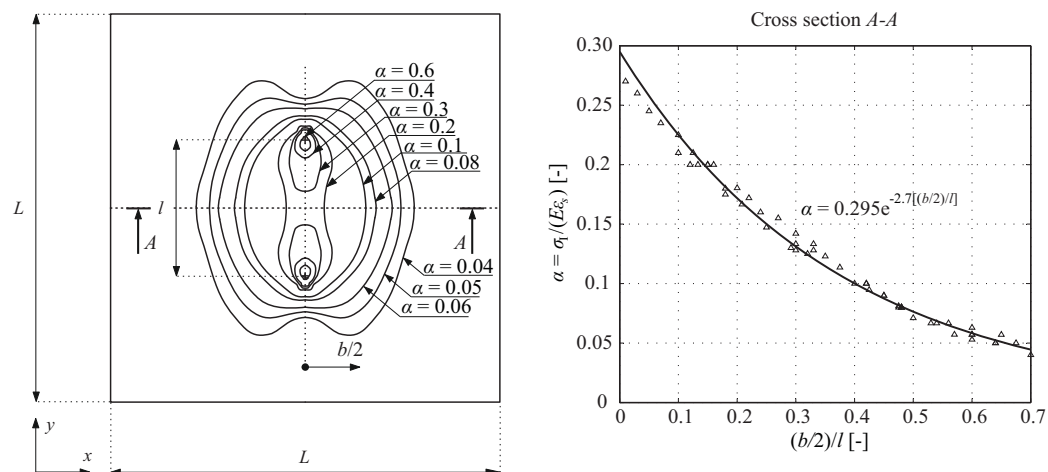 α = 0.6
α = 0.4
α = 0.3
α = 0.2
α = 0.1
α = 0.08
L
l
A
A
α = 0.04
α = 0.05
α = 0.06
b/2
y
x
L
Cross section A-A
α = σ₁/(Eεₛ) [-]
0.30
0.25
0.20
0.15
0.10
0.05
0
α = 0.295e^-2.7[(b/2)/l]
0 0.1 0.2 0.3 0.4 0.5 0.6 0.7
(b/2)/l [-]